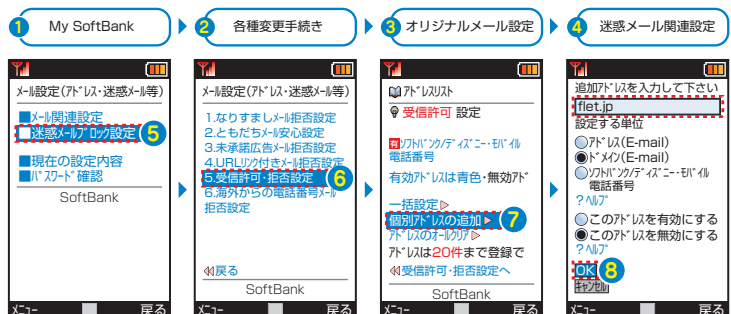 1 My SoftBank
2 各種変更手続き
3 オリジナルメール設定
4 迷惑メール関連設定
メール設定(アドレス・迷惑メール等)
■メール関連設定
■迷惑メールブロック設定 5
■現在の設定内容
■パスワード確認
SoftBank
メニュー 戻る
メール設定(アドレス・迷惑メール等)
1.なりすましメール拒否設定
2.ともだちメール安心設定
3.未承諾広告メール拒否設定
4.URLリンク付きメール拒否設定
5.受信許可・拒否設定 6
6.海外からの電話番号メール
拒否設定
戻る
SoftBank
メニュー 戻る
アドレスリスト
受信許可 設定
有ソフトバンク/ディズニー・モバイル
電話番号
有効アドレスは青色・無効アド
一括設定
個別アドレスの追加 7
アドレスのオールクリア
アドレスは20件まで登録で
受信許可・拒否設定へ
SoftBank
メニュー 戻る
追加アドレスを入力して下さい
flet.jp
設定する単位
アドレス(E-mail)
ドメイン(E-mail)
ソフトバンク/ディズニー・モバイル
電話番号
?ヘルプ
このアドレスを有効にする
このアドレスを無効にする
?ヘルプ
OK 8
キャンセル
メニュー 戻る